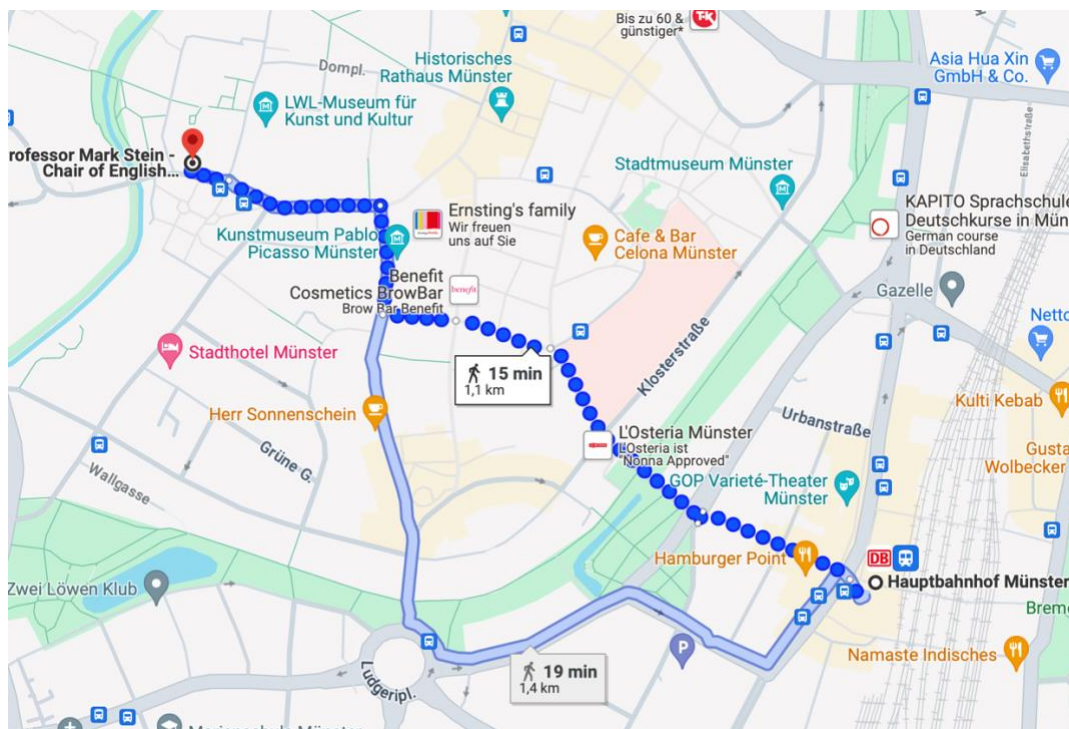 Bis zu 60 &
günstiger*
Historisches
Rathaus Münster
Asia Hua Xin
GmbH & Co.
Dompl.
LWL-Museum für
Kunst und Kultur
Elisabethstraße
rofessor Mark Stein -
Chair of English...
Stadtmuseum Münster
KAPITO Sprachschule
Deutschkurse in Mün
German course
in Deutschland
Ernsting's family
Wir freuen
uns auf Sie
Kunstmuseum Pablo
Picasso Münster
Cafe & Bar
Celona Münster
Benefit
Cosmetics BrowBar
Brow Bar Benefit
benefit
Gazelle
Netto
Stadthotel Münster
Klosterstraße
15 min
1,1 km
Kulti Kebab
Herr Sonnenschein
Urbanstraße
L'Osteria Münster
L'Osteria ist
"Nonna Approved"
Gusta
Wolbecker
Grüne G.
Wallgasse
GOP Varieté-Theater
Münster
Hamburger Point
DB
Hauptbahnhof Münster
Zwei Löwen Klub
Breme
P
19 min
1,4 km
Namaste Indisches
Ludgeripl.
Marienschule Münster